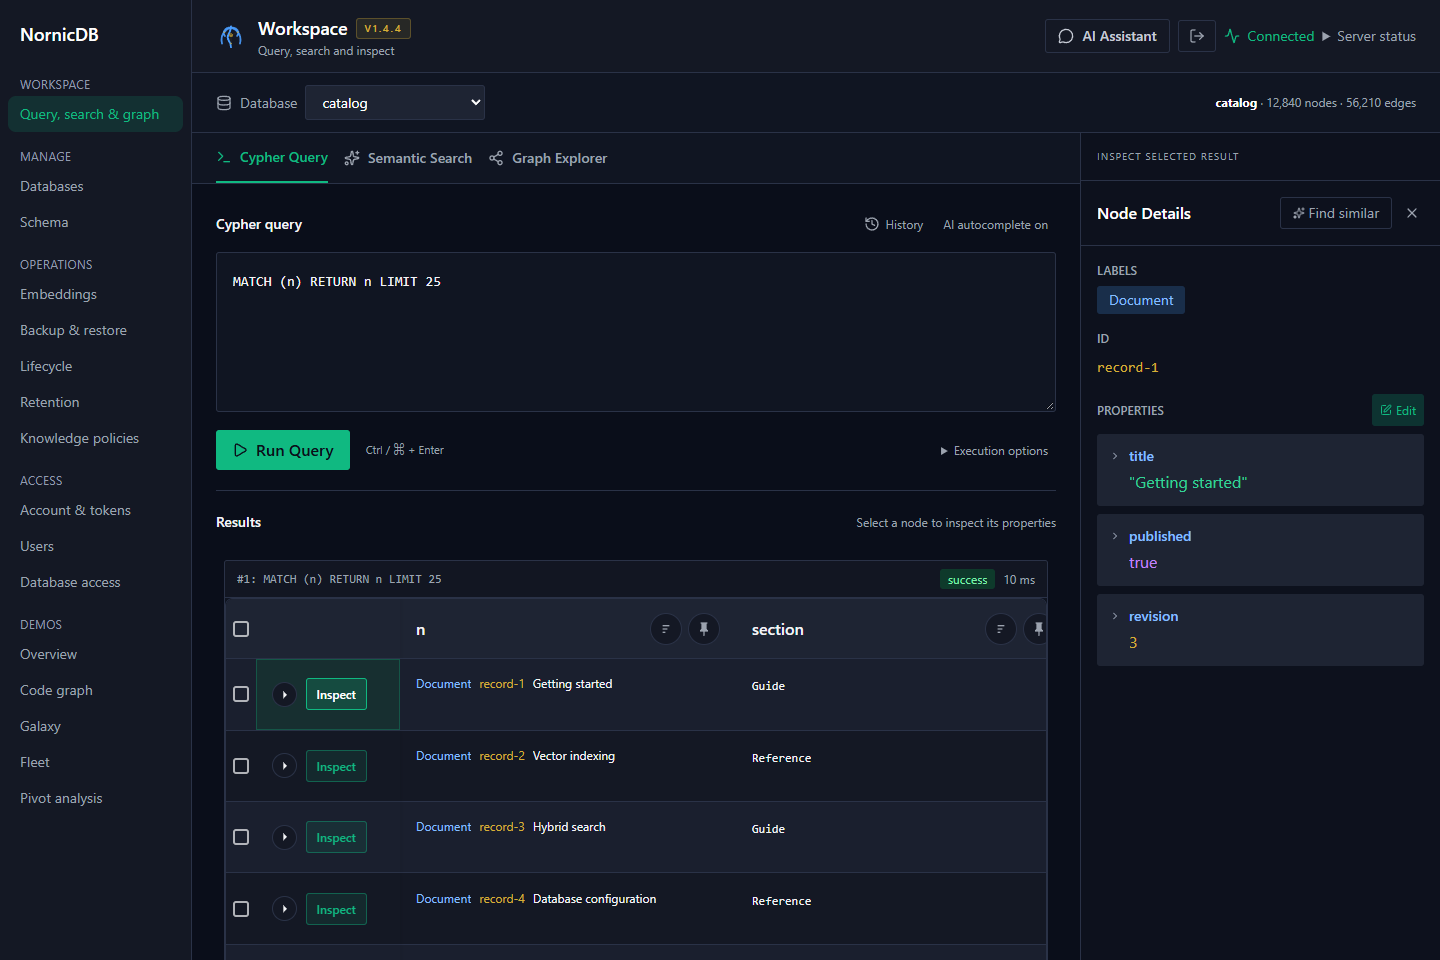 NornicDB
WORKSPACE
Query, search & graph
MANAGE
Databases
Schema
OPERATIONS
Embeddings
Backup & restore
Lifecycle
Retention
Knowledge policies
ACCESS
Account & tokens
Users
Database access
DEMOS
Overview
Code graph
Galaxy
Fleet
Pivot analysis
Workspace V1.4.4
Query, search and inspect
AI Assistant
Connected
Server status
Database catalog
catalog · 12,840 nodes · 56,210 edges
Cypher Query
Semantic Search
Graph Explorer
Cypher query
History
AI autocomplete on
MATCH (n) RETURN n LIMIT 25
Run Query
Ctrl / ⌘ + Enter
Execution options
Results
Select a node to inspect its properties
#1: MATCH (n) RETURN n LIMIT 25
success 10 ms
n section
Inspect Document record-1 Getting started Guide
Inspect Document record-2 Vector indexing Reference
Inspect Document record-3 Hybrid search Guide
Inspect Document record-4 Database configuration Reference
INSPECT SELECTED RESULT
Node Details
Find similar
LABELS
Document
ID
record-1
PROPERTIES
Edit
title
"Getting started"
published
true
revision
3